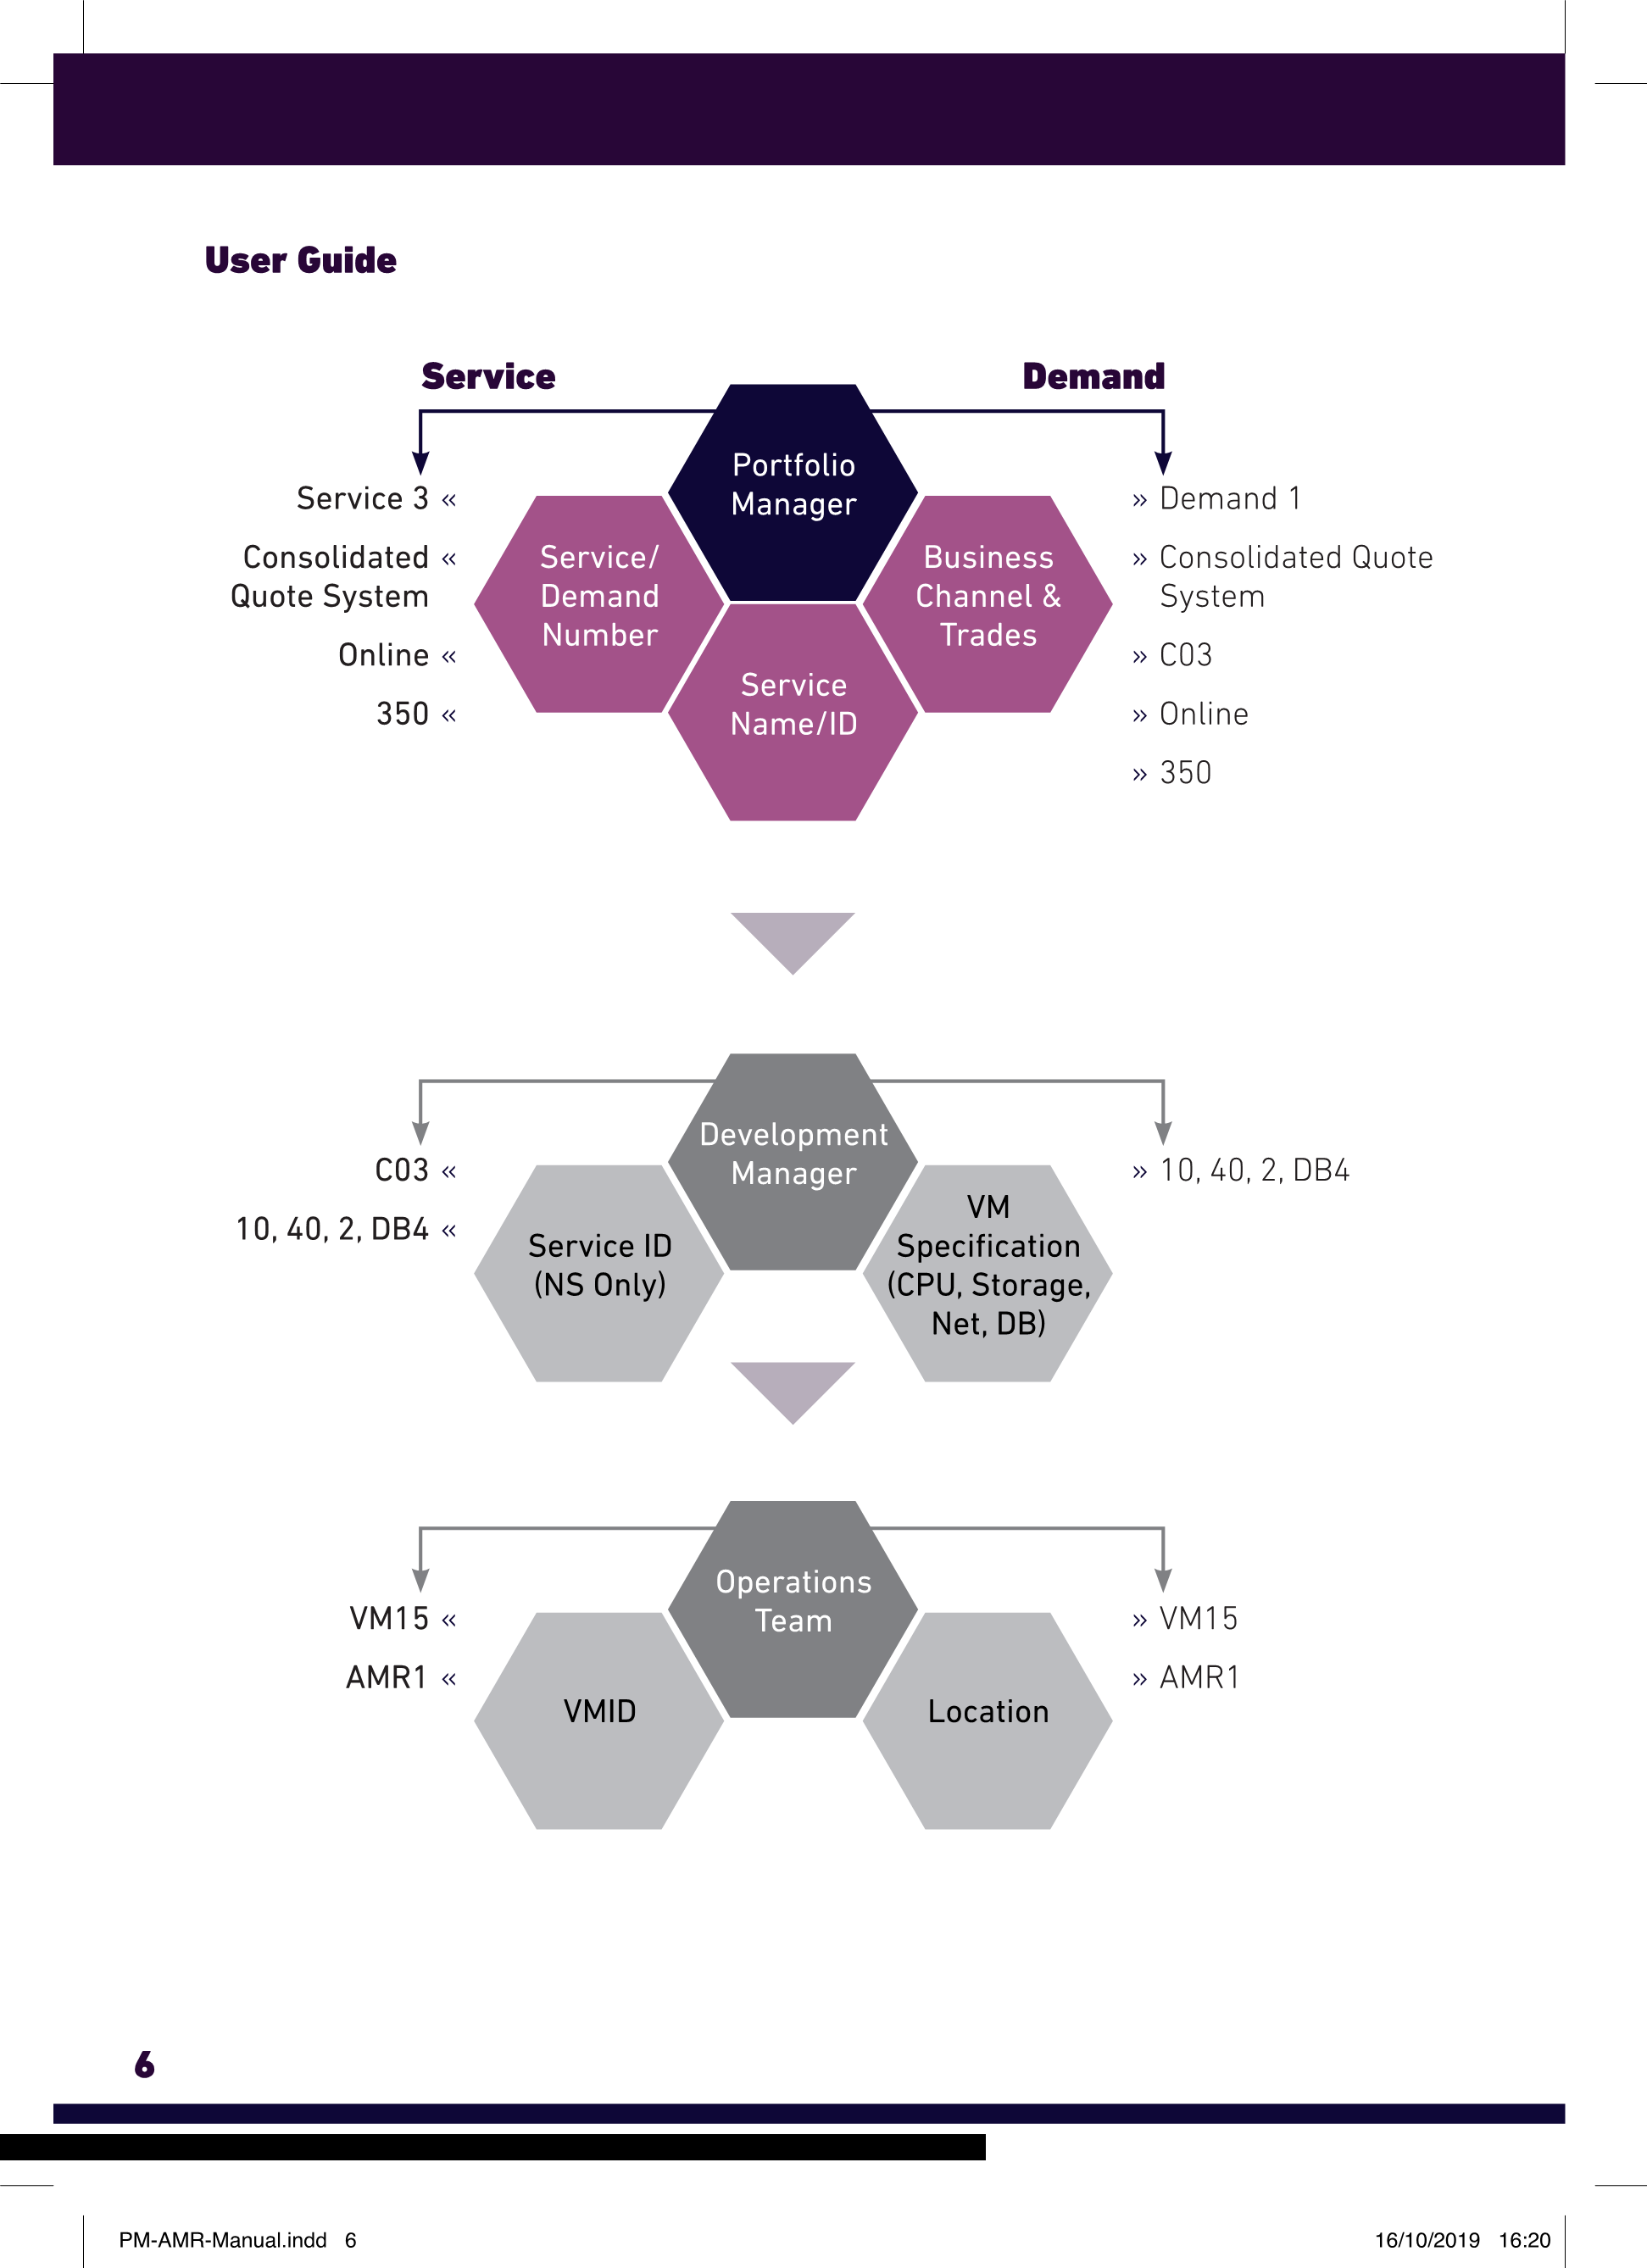 User Guide
Service
Demand
Portfolio
Manager
Service 3 «
Consolidated «
Quote System
Online «
350 «
Service/
Demand
Number
Service
Name/ID
Business
Channel &
Trades
» Demand 1
» Consolidated Quote
System
» C03
» Online
» 350
Development
Manager
C03 «
10, 40, 2, DB4 «
Service ID
(NS Only)
VM
Specification
(CPU, Storage,
Net, DB)
» 10, 40, 2, DB4
Operations
Team
VM15 «
AMR1 «
VMID
Location
» VM15
» AMR1
6
PM-AMR-Manual.indd 6
16/10/2019 16:20